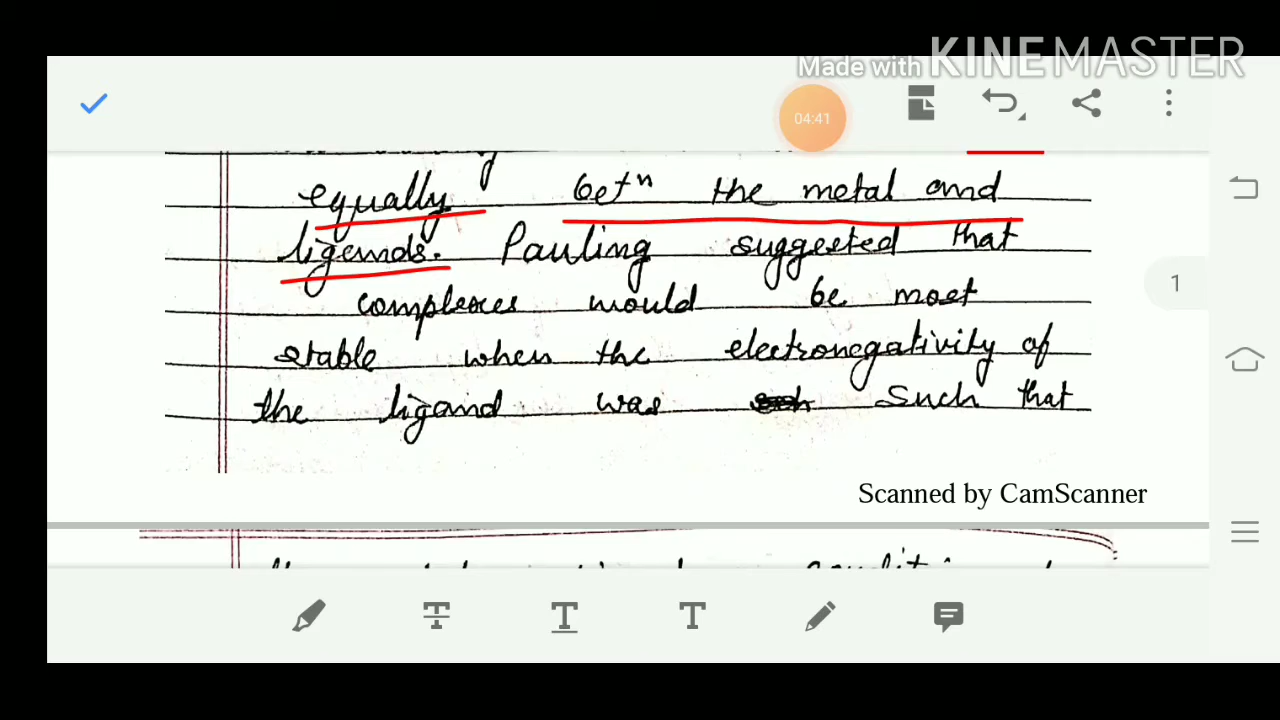 Made with KINEMASTER
04:41
equally betⁿ the metal and
ligends. Pauling suggested that
1
complexes would be most
stable when the electronegativity of
the ligand was such that
Scanned by CamScanner